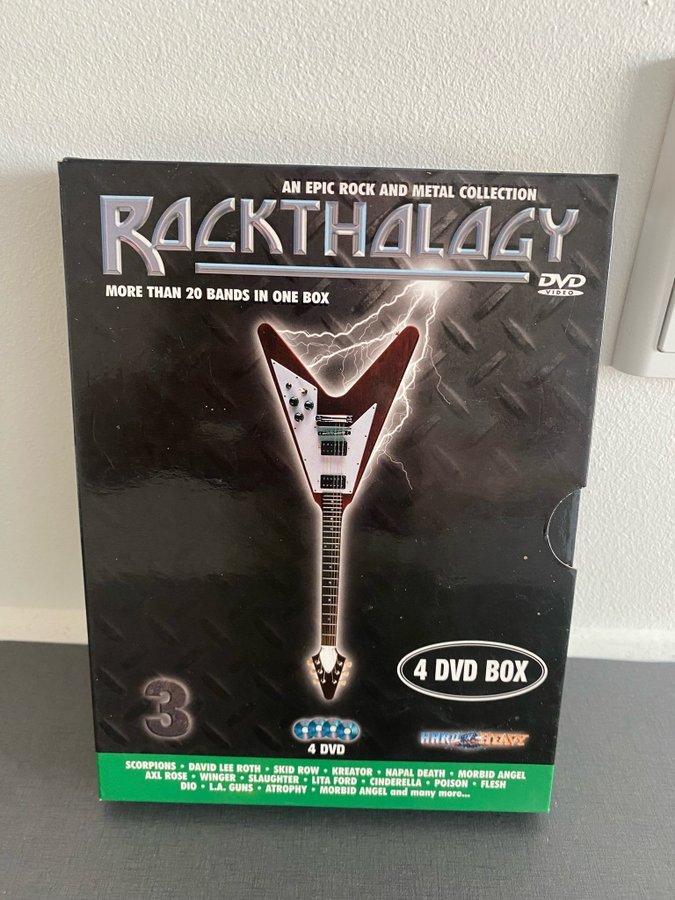 AN EPIC ROCK AND METAL COLLECTION
ROCKTHOLOGY
DVD
VIDEO
MORE THAN 20 BANDS IN ONE BOX
4 DVD BOX
3
4 DVD
HARD HEAVY
SCORPIONS • DAVID LEE ROTH • SKID ROW • KREATOR • NAPAL DEATH • MORBID ANGEL
AXL ROSE • WINGER • SLAUGHTER • LITA FORD • CINDERELLA • POISON • FLESH
DIO • L.A. GUNS • ATROPHY • MORBID ANGEL and many more...